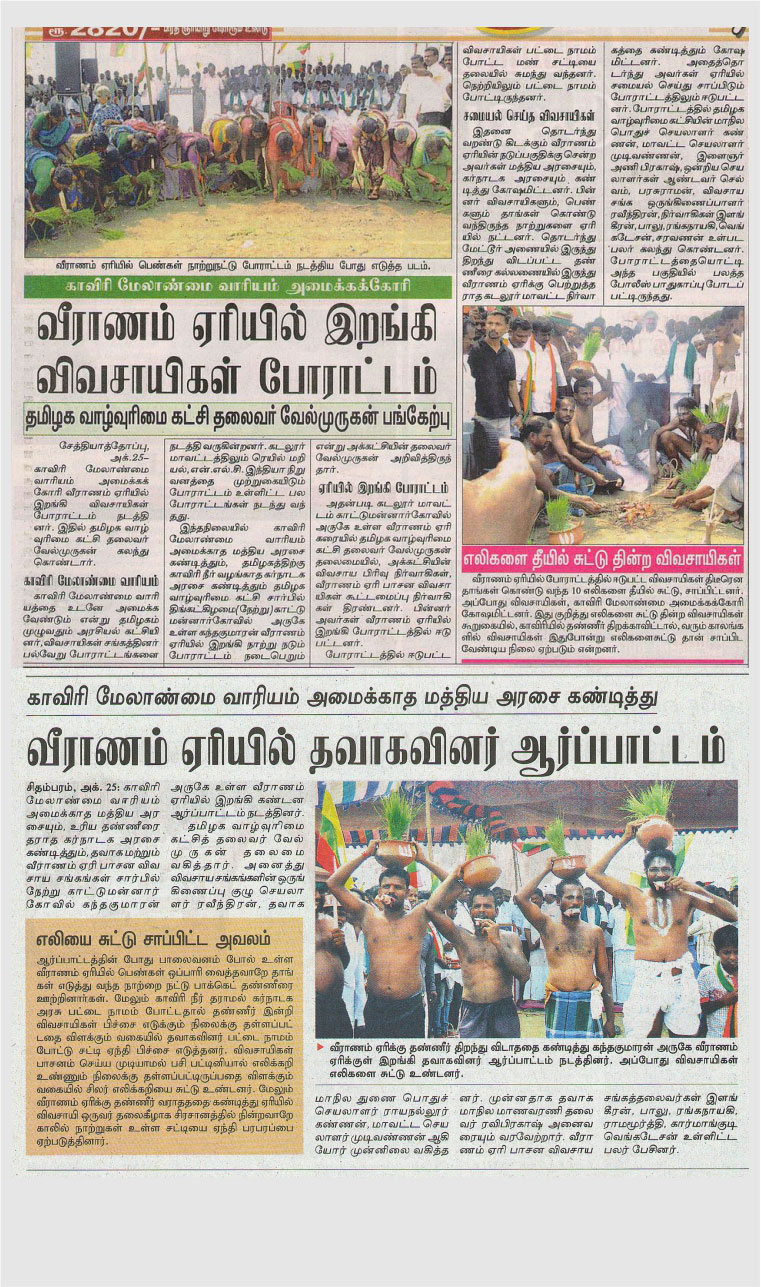 ரூ. 2820/-
வீராணம் ஏரியில் பெண்கள் நாற்றுநட்டு போராட்டம் நடத்திய போது எடுத்த படம்.
காவிரி மேலாண்மை வாரியம் அமைக்கக்கோரி
வீராணம் ஏரியில் இறங்கி
விவசாயிகள் போராட்டம்
தமிழக வாழ்வுரிமை கட்சி தலைவர் வேல்முருகன் பங்கேற்பு
சேத்தியாத்தோப்பு,
அக்.25–
காவிரி மேலாண்மை
வாரியம் அமைக்கக்
கோரி வீராணம் ஏரியில்
இறங்கி விவசாயிகள்
போராட்டம் நடத்தி
னர். இதில் தமிழக வாழ்
வுரிமை கட்சி தலைவர்
வேல்முருகன் கலந்து
கொண்டார்.
காவிரி மேலாண்மை வாரியம்
காவிரி மேலாண்மை வாரி
யத்தை உடனே அமைக்க
வேண்டும் என்று தமிழகம்
முழுவதும் அரசியல் கட்சியி
னர்,விவசாயிகள் சங்கத்தினர்
பல்வேறு போராட்டங்களை
நடத்தி வருகின்றனர். கடலூர்
மாவட்டத்திலும் ரெயில் மறி
யல்,என்.எல்.சி. இந்தியா நிறு
வனத்தை முற்றுகையிடும்
போராட்டம் உள்ளிட்ட பல
போராட்டங்கள் நடந்து வந்
தது.
இந்தநிலையில் காவிரி
மேலாண்மை வாரியம்
அமைக்காத மத்திய அரசை
கண்டித்தும், தமிழகத்திற்கு
காவிரி நீர் வழங்காத கர்நாடக
அரசை கண்டித்தும் தமிழக
வாழ்வுரிமை கட்சி சார்பில்
திங்கட்கிழமை(நேற்று)காட்டு
மன்னார்கோவில் அருகே
உள்ள கந்தகுமாரன் வீராணம்
ஏரியில் இறங்கி நாற்று நடும்
போராட்டம் நடைபெறும்
என்று அக்கட்சியின் தலைவர்
வேல்முருகன் அறிவித்திருந்
தார்.
ஏரியில் இறங்கி போராட்டம்
அதன்படி கடலூர் மாவட்
டம் காட்டுமன்னார்கோவில்
அருகே உள்ள வீராணம் ஏரி
கரையில் தமிழக வாழ்வுரிமை
கட்சி தலைவர் வேல்முருகன்
தலைமையில், அக்கட்சியின்
விவசாய பிரிவு நிர்வாகிகள்,
வீராணம் ஏரி பாசன விவசாயி
கள் கூட்டமைப்பு நிர்வாகி
கள் திரண்டனர். பின்னர்
அவர்கள் வீராணம் ஏரியில்
இறங்கி போராட்டத்தில் ஈடு
பட்டனர்.
போராட்டத்தில் ஈடுபட்ட
விவசாயிகள் பட்டை நாமம்
போட்ட மண் சட்டியை
தலையில் சுமந்து வந்தனர்.
நெற்றியிலும் பட்டை நாமம்
போட்டிருந்தனர்.
சமையல் செய்த விவசாயிகள்
இதனை தொடர்ந்து
வறண்டு கிடக்கும் வீராணம்
ஏரியின் நடுப்பகுதிக்கு சென்ற
அவர்கள் மத்திய அரசையும்,
கர்நாடக அரசையும் கண்
டித்து கோஷமிட்டனர். பின்
னர் விவசாயிகளும், பெண்
களும் தாங்கள் கொண்டு
வந்திருந்த நாற்றுகளை ஏரி
யில் நட்டனர். தொடர்ந்து
மேட்டூர் அணையில் இருந்து
திறந்து விடப்பட்ட தண்
ணீரை கல்லணையில் இருந்து
வீராணம் ஏரிக்கு பெற்றுத்த
ராத கடலூர் மாவட்ட நிர்வா
கத்தை கண்டித்தும் கோஷ
மிட்டனர். அதைத்தொ
டர்ந்து அவர்கள் ஏரியில்
சமையல் செய்து சாப்பிடும்
போராட்டத்திலும் ஈடுபட்ட
னர். போராட்டத்தில் தமிழக
வாழ்வுரிமை கட்சியின் மாநில
பொதுச் செயலாளர் கண்
ணன், மாவட்ட செயலாளர்
முடிவண்ணன், இளைஞர்
அணி பிரகாஷ், ஒன்றிய செய
லாளர்கள் ஆண்டவர் செல்
வம், பரசுராமன், விவசாய
சங்க ஒருங்கிணைப்பாளர்
ரவீந்திரன், நிர்வாகிகள் இளங்
கீரன், பாலு, ரங்கநாயகி,வெங்
கடேசன், சரவணன் உள்பட
பலர் கலந்து கொண்டனர்.
போராட்டத்தையொட்டி
அந்த பகுதியில் பலத்த
போலீஸ் பாதுகாப்பு போடப்
பட்டிருந்தது.
எலிகளை தீயில் சுட்டு தின்ற விவசாயிகள்
வீராணம் ஏரியில் போராட்டத்தில் ஈடுபட்ட விவசாயிகள் திடீரென
தாங்கள் கொண்டு வந்த 10 எலிகளை தீயில் சுட்டு, சாப்பிட்டனர்.
அப்போது விவசாயிகள், காவிரி மேலாண்மை அமைக்கக்கோரி
கோஷமிட்டனர். இது குறித்து எலிகளை சுட்டு தின்ற விவசாயிகள்
கூறுகையில், காவிரியில் தண்ணீர் திறக்காவிட்டால், வரும் காலங்க
ளில் விவசாயிகள் இதுபோன்று எலிகளைசுட்டு தான் சாப்பிட
வேண்டிய நிலை ஏற்படும் என்றனர்.
காவிரி மேலாண்மை வாரியம் அமைக்காத மத்திய அரசை கண்டித்து
வீராணம் ஏரியில் தவாகவினர் ஆர்ப்பாட்டம்
சிதம்பரம், அக். 25: காவிரி
மேலாண்மை வாரியம்
அமைக்காத மத்திய அர
சையும், உரிய தண்ணீரை
தராத கர்நாடக அரசை
கண்டித்தும், தவாக மற்றும்
வீராணம் ஏரி பாசன விவ
சாய சங்கங்கள் சார்பில்
நேற்று காட்டுமன்னார்
கோவில் கந்தகுமாரன்
அருகே உள்ள வீராணம்
ஏரியில் இறங்கி கண்டன
ஆர்ப்பாட்டம் நடத்தினர்.
தமிழக வாழ்வுரிமை
கட்சித் தலைவர் வேல்
முருகன் தலைமை
வகித்தார். அனைத்து
விவசாய சங்கங்களின் ஒருங்
கிணைப்பு குழு செயலா
ளர் ரவீந்திரன், தவாக
எலியை சுட்டு சாப்பிட்ட அவலம்
ஆர்ப்பாட்டத்தின் போது பாலைவனம் போல் உள்ள
வீராணம் ஏரியில் பெண்கள் ஒப்பாரி வைத்தவாறே தாங்
கள் எடுத்து வந்த நாற்றை நட்டு பாக்கெட் தண்ணீரை
ஊற்றினார்கள். மேலும் காவிரி நீர் தராமல் கர்நாடக
அரசு பட்டை நாமம் போட்டதால் தண்ணீர் இன்றி
விவசாயிகள் பிச்சை எடுக்கும் நிலைக்கு தள்ளப்பட்
டதை விளக்கும் வகையில் தவாகவினர் பட்டை நாமம்
போட்டு சட்டி ஏந்தி பிச்சை எடுத்தனர். விவசாயிகள்
பாசனம் செய்ய முடியாமல் பசி பட்டினியால் எலிக்கறி
உண்ணும் நிலைக்கு தள்ளப்பட்டிருப்பதை விளக்கும்
வகையில் சிலர் எலிக்கறியை சுட்டு உண்டனர். மேலும்
வீராணம் ஏரிக்கு தண்ணீர் வராததை கண்டித்து ஏரியில்
விவசாயி ஒருவர் தலைகீழாக சிரசானத்தில் நின்றவாறே
காலில் நாற்றுகள் உள்ள சட்டியை ஏந்தி பரபரப்பை
ஏற்படுத்தினார்.
வீராணம் ஏரிக்கு தண்ணீர் திறந்து விடாததை கண்டித்து கந்தகுமாரன் அருகே வீராணம்
ஏரிக்குள் இறங்கி தவாகவினர் ஆர்ப்பாட்டம் நடத்தினர். அப்போது விவசாயிகள்
எலிகளை சுட்டு உண்டனர்.
மாநில துணை பொதுச்
செயலாளர் ராயநல்லூர்
கண்ணன், மாவட்ட செய
லாளர் முடிவண்ணன் ஆகி
யோர் முன்னிலை வகித்த
னர். முன்னதாக தவாக
மாநில மாணவரணி தலை
வர் ரவிபிரகாஷ் அனைவ
ரையும் வரவேற்றார். வீரா
ணம் ஏரி பாசன விவசாய
சங்கத்தலைவர்கள் இளங்
கீரன், பாலு, ரங்கநாயகி,
ராமமூர்த்தி, கார்மாங்குடி
வெங்கடேசன் உள்ளிட்ட
பலர் பேசினர்.